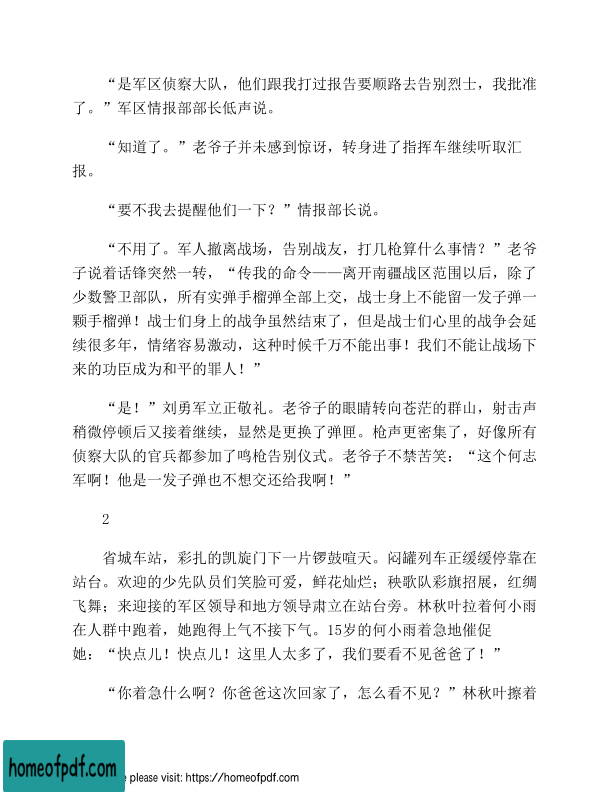 “是军区侦察大队，他们跟我打过报告要顺路去告别烈士，我批准
了。”军区情报部部长低声说。
“知道了。”老爷子并未感到惊讶，转身进了指挥车继续听取汇
报。
“要不我去提醒他们一下？”情报部长说。
“不用了。军人撤离战场，告别战友，打几枪算什么事情？”老爷
子说着话锋突然一转，“传我的命令——离开南疆战区范围以后，除了
少数警卫部队，所有实弹手榴弹全部上交，战士身上不能留一发子弹一
颗手榴弹！战士们身上的战争虽然结束了，但是战士们心里的战争会延
续很多年，情绪容易激动，这种时候千万不能出事！我们不能让战场下
来的功臣成为和平的罪人！”
“是！”刘勇军立正敬礼。老爷子的眼睛转向苍茫的群山，射击声
稍微停顿后又接着继续，显然是更换了弹匣。枪声更密集了，好像所有
侦察大队的官兵都参加了鸣枪告别仪式。老爷子不禁苦笑：“这个何志
军啊！他是一发子弹也不想交还给我啊！”
2
省城车站，彩扎的凯旋门下一片锣鼓喧天。闷罐列车正缓缓停靠在
站台。欢迎的少先队员们笑脸可爱，鲜花灿烂；秧歌队彩旗招展，红绸
飞舞；来迎接的军区领导和地方领导肃立在站台旁。林秋叶拉着何小雨
在人群中跑着，她跑得上气不接下气。15岁的何小雨着急地催促
她：“快点儿！快点儿！这里人太多了，我们要看不见爸爸了！”
“你着急什么啊？你爸爸这次回家了，怎么看不见？”林秋叶擦着
homeofpdf.com
e please visit: https://homeofpdf.com